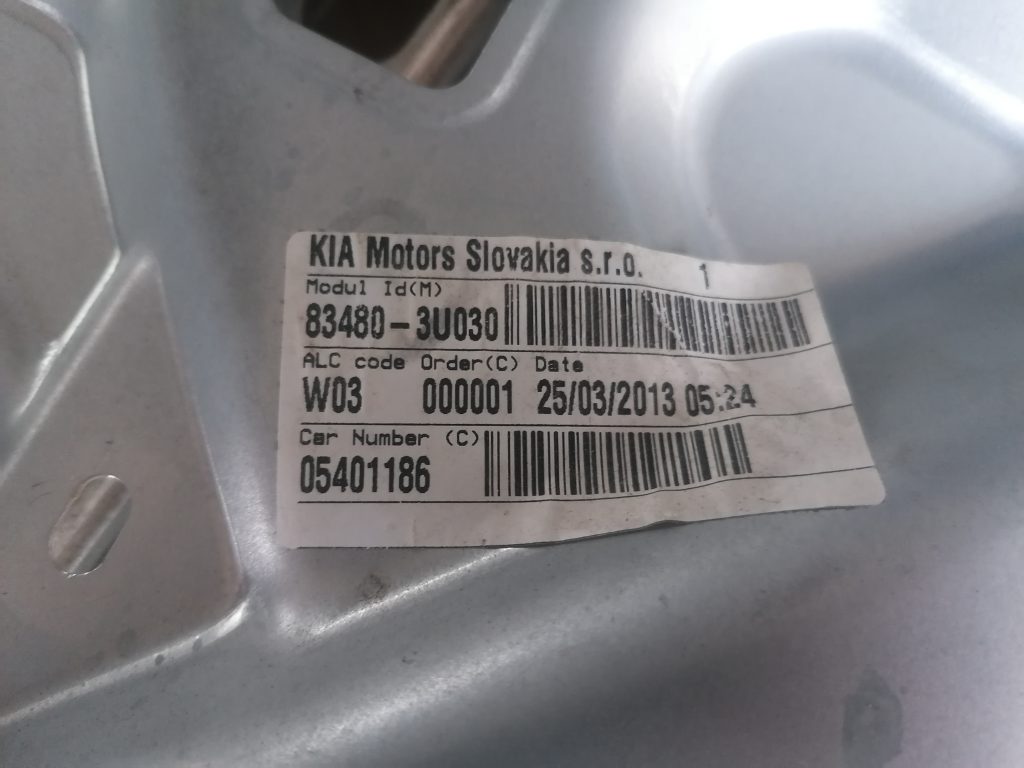 KIA Motors Slovakia s.r.o. 1
Modul Id(M)
83480-3U030
ALC code Order(C) Date
W03 000001 25/03/2013 05:24
Car Number (C)
05401186